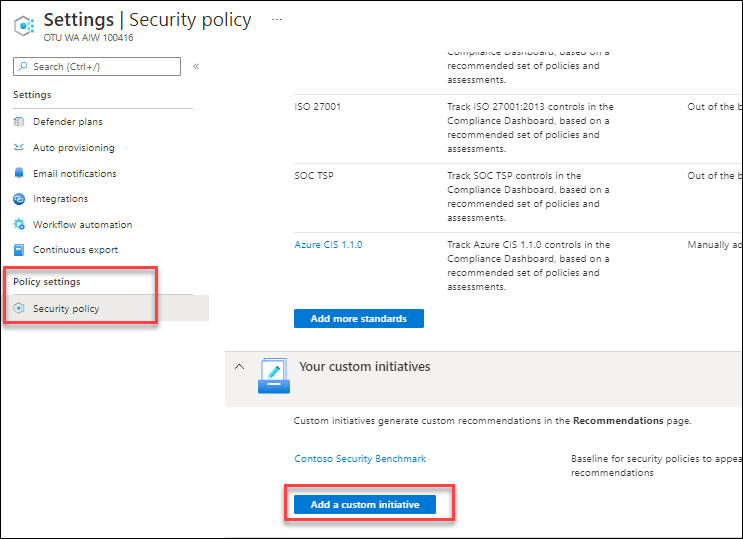 Settings | Security policy ...
OTU WA AIW 100416
Search (Ctrl+/)
«
Settings
Defender plans
Auto provisioning
Email notifications
Integrations
Workflow automation
Continuous export
Policy settings
Security policy
Compliance Dashboard, based on a
recommended set of policies and
assessments.
ISO 27001
Track ISO 27001:2013 controls in the
Compliance Dashboard, based on a
recommended set of policies and
assessments.
Out of the b
SOC TSP
Track SOC TSP controls in the
Compliance Dashboard, based on a
recommended set of policies and
assessments.
Out of the b
Azure CIS 1.1.0
Track Azure CIS 1.1.0 controls in the
Compliance Dashboard, based on a
recommended set of policies and
assessments.
Manually ad
Add more standards
Your custom initiatives
Custom initiatives generate custom recommendations in the Recommendations page.
Contoso Security Benchmark
Baseline for security policies to appea
recommendations
Add a custom initiative